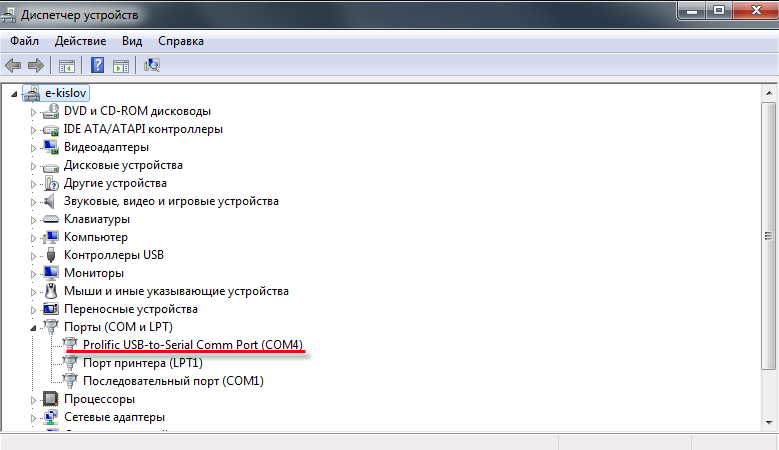 Диспетчер устройств
Файл Действие Вид Справка
e-kislov
DVD и CD-ROM дисководы
IDE ATA/ATAPI контроллеры
Видеоадаптеры
Дисковые устройства
Другие устройства
Звуковые, видео и игровые устройства
Клавиатуры
Компьютер
Контроллеры USB
Мониторы
Мыши и иные указывающие устройства
Переносные устройства
Порты (COM и LPT)
Prolific USB-to-Serial Comm Port (COM4)
Порт принтера (LPT1)
Последовательный порт (COM1)
Процессоры
Сетевые адаптеры